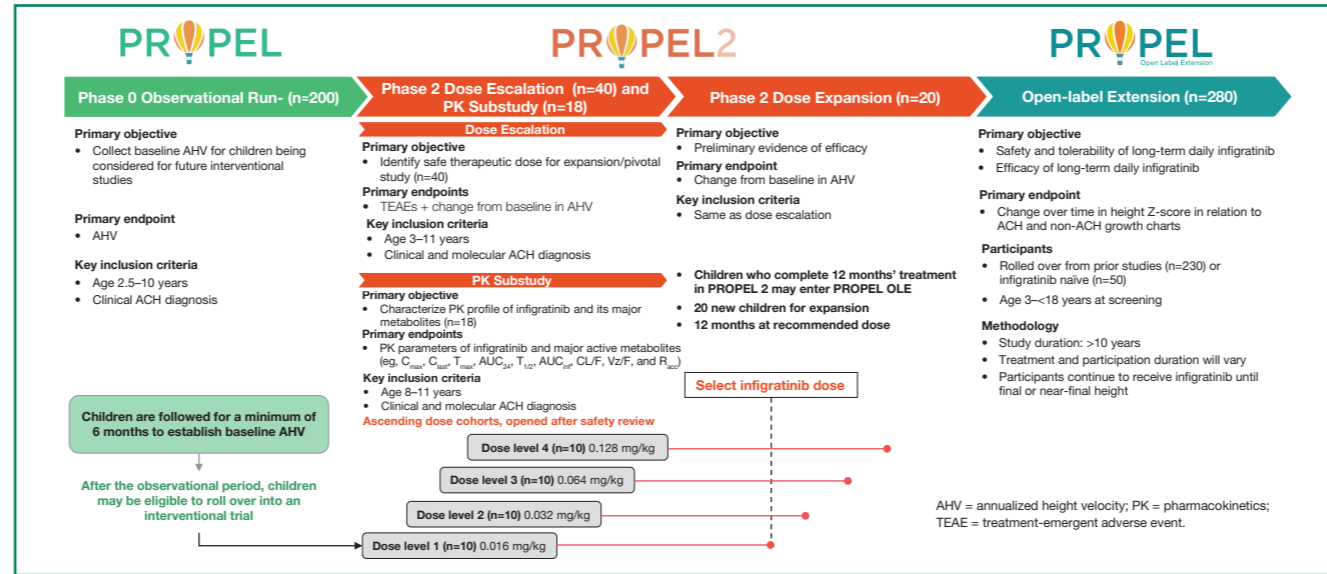 PROPEL
PROPEL2
PROPEL
Open Label Extension
Phase 0 Observational Run- (n≈200)
Phase 2 Dose Escalation (n=40) and
PK Substudy (n=18)
Phase 2 Dose Expansion (n=20)
Open-label Extension (n=280)
Primary objective
• Collect baseline AHV for children being
considered for future interventional
studies
Primary endpoint
• AHV
Key inclusion criteria
• Age 2.5–10 years
• Clinical ACH diagnosis
Children are followed for a minimum of
6 months to establish baseline AHV
After the observational period, children
may be eligible to roll over into an
interventional trial
Dose Escalation
Primary objective
• Identify safe therapeutic dose for expansion/pivotal
study (n=40)
Primary endpoints
• TEAEs + change from baseline in AHV
Key inclusion criteria
• Age 3–11 years
• Clinical and molecular ACH diagnosis
PK Substudy
Primary objective
• Characterize PK profile of infigratinib and its major
metabolites (n=18)
Primary endpoints
• PK parameters of infigratinib and major active metabolites
(eg, Cmax, Clast, Tmax, AUC24, T1/2, AUCinf, CL/F, Vz/F, and Racc)
Key inclusion criteria
• Age 8–11 years
• Clinical and molecular ACH diagnosis
Ascending dose cohorts, opened after safety review
Dose level 4 (n=10) 0.128 mg/kg
Dose level 3 (n=10) 0.064 mg/kg
Dose level 2 (n=10) 0.032 mg/kg
Dose level 1 (n=10) 0.016 mg/kg
Primary objective
• Preliminary evidence of efficacy
Primary endpoint
• Change from baseline in AHV
Key inclusion criteria
• Same as dose escalation
• Children who complete 12 months' treatment
in PROPEL 2 may enter PROPEL OLE
• 20 new children for expansion
• 12 months at recommended dose
Select infigratinib dose
Primary objective
• Safety and tolerability of long-term daily infigratinib
• Efficacy of long-term daily infigratinib
Primary endpoint
• Change over time in height Z-score in relation to
ACH and non-ACH growth charts
Participants
• Rolled over from prior studies (n=230) or
infigratinib naïve (n=50)
• Age 3–<18 years at screening
Methodology
• Study duration: >10 years
• Treatment and participation duration will vary
• Participants continue to receive infigratinib until
final or near-final height
AHV = annualized height velocity; PK = pharmacokinetics;
TEAE = treatment-emergent adverse event.